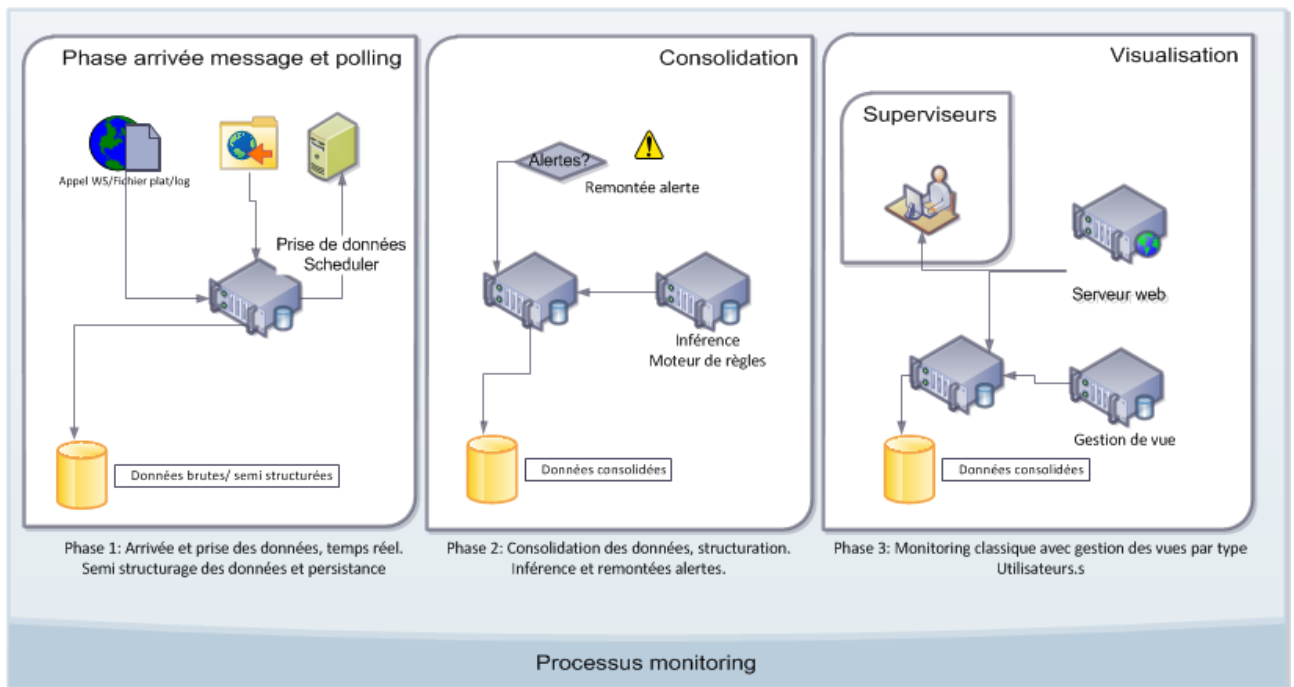 Phase arrivée message et polling
Appel WS/Fichier plat/log
Prise de données
Scheduler
Données brutes/ semi structurées
Phase 1: Arrivée et prise des données, temps réel.
Semi structurage des données et persistance
Consolidation
Alertes?
Remontée alerte
Inférence
Moteur de règles
Données consolidées
Phase 2: Consolidation des données, structuration.
Inférence et remontées alertes.
Visualisation
Superviseurs
Serveur web
Gestion de vue
Données consolidées
Phase 3: Monitoring classique avec gestion des vues par type
Utilisateurs.s
Processus monitoring